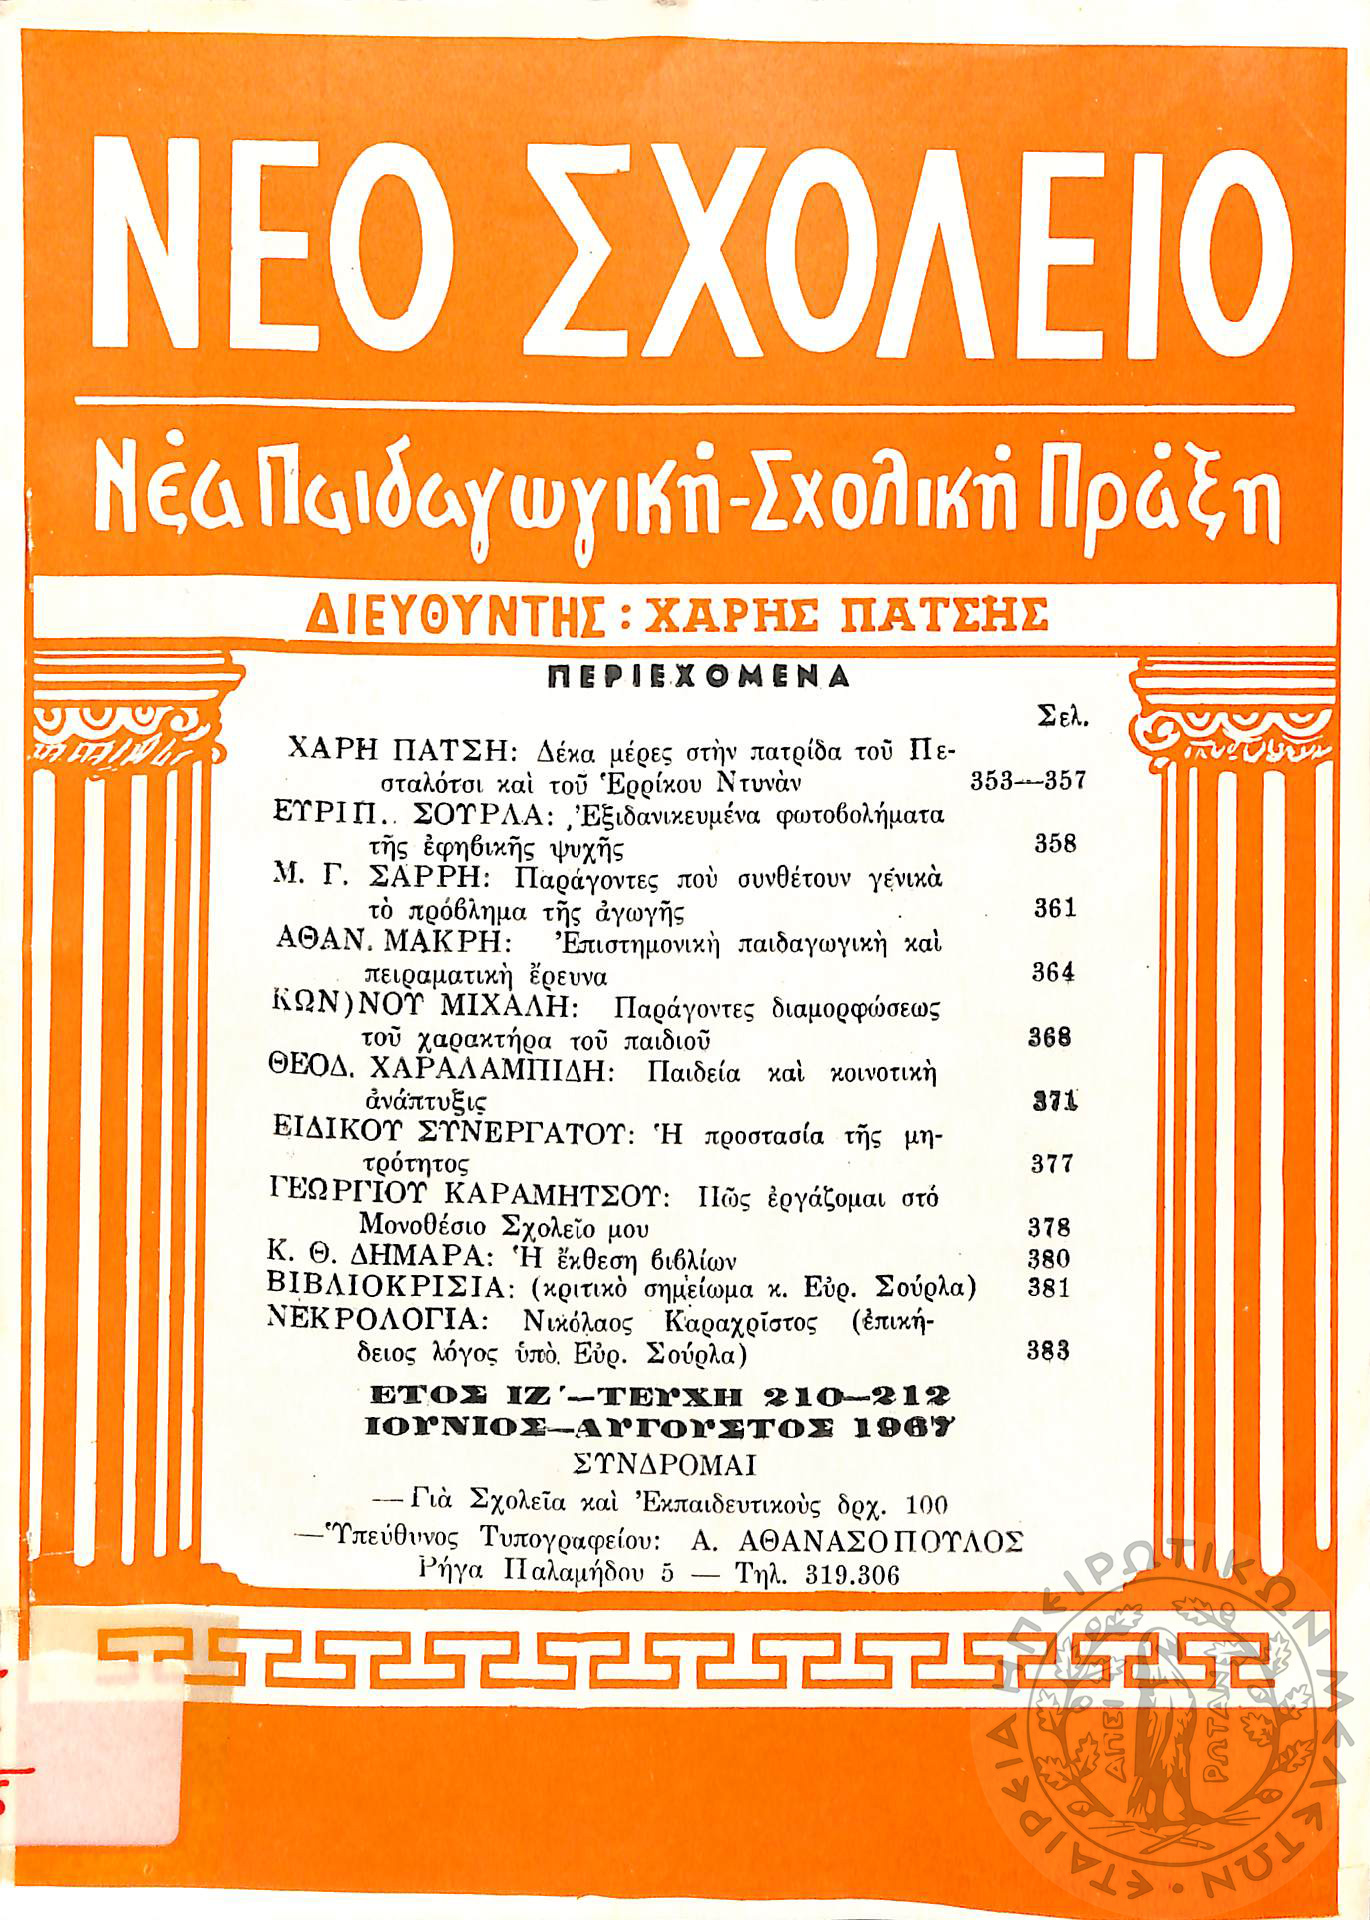 ΝΕΟ ΣΧΟΛΕΙΟ
Νέα Παιδαγωγική-Σχολική Πράξη
ΔΙΕΥΘΥΝΤΗΣ : ΧΑΡΗΣ ΠΑΤΣΗΣ
ΠΕΡΙΕΧΟΜΕΝΑ
Σελ.
ΧΑΡΗ ΠΑΤΣΗ: Δέκα μέρες στὴν πατρίδα τοῦ Πε-
σταλότσι καὶ τοῦ Ἑρρίκου Ντυνὰν 353—357
ΕΥΡΙΠ. ΣΟΥΡΛΑ: Ἐξιδανικευμένα φωτοβολήματα
τῆς ἐφηβικῆς ψυχῆς 358
Μ. Γ. ΣΑΡΡΗ: Παράγοντες ποὺ συνθέτουν γενικὰ
τὸ πρόβλημα τῆς ἀγωγῆς 361
ΑΘΑΝ. ΜΑΚΡΗ: Ἐπιστημονικὴ παιδαγωγικὴ καὶ
πειραματικὴ ἔρευνα 364
ΚΩΝ)ΝΟΥ ΜΙΧΑΛΗ: Παράγοντες διαμορφώσεως
τοῦ χαρακτήρα τοῦ παιδιοῦ 368
ΘΕΟΔ. ΧΑΡΑΛΑΜΠΙΔΗ: Παιδεία καὶ κοινοτικὴ
ἀνάπτυξις 371
ΕΙΔΙΚΟΥ ΣΥΝΕΡΓΑΤΟΥ: Ἡ προστασία τῆς μη-
τρότητος 377
ΓΕΩΡΓΙΟΥ ΚΑΡΑΜΗΤΣΟΥ: Πῶς ἐργάζομαι στό
Μονοθέσιο Σχολεῖο μου 378
Κ. Θ. ΔΗΜΑΡΑ: Ἡ ἔκθεση βιβλίων 380
ΒΙΒΛΙΟΚΡΙΣΙΑ: (κριτικὸ σημείωμα κ. Εὐρ. Σούρλα) 381
ΝΕΚΡΟΛΟΓΙΑ: Νικόλαος Καραχρῖστος (ἐπική-
δειος λόγος ὑπὸ Εὐρ. Σούρλα) 383
ΕΤΟΣ ΙΖ΄—ΤΕΥΧΗ 210—212
ΙΟΥΝΙΟΣ—ΑΥΓΟΥΣΤΟΣ 1967
ΣΥΝΔΡΟΜΑΙ
—Γιὰ Σχολεῖα καὶ Ἐκπαιδευτικοὺς δρχ. 100
—Ὑπεύθυνος Τυπογραφείου: Α. ΑΘΑΝΑΣΟΠΟΥΛΟΣ
Ρήγα Παλαμήδου 5 — Τηλ. 319.306
ΕΤΑΙΡΕΙΑ ΗΠΕΙΡΩΤΙΚΩΝ ΜΕΛΕΤΩΝ
ΑΠΕΙ ΡΩΤΑΝ